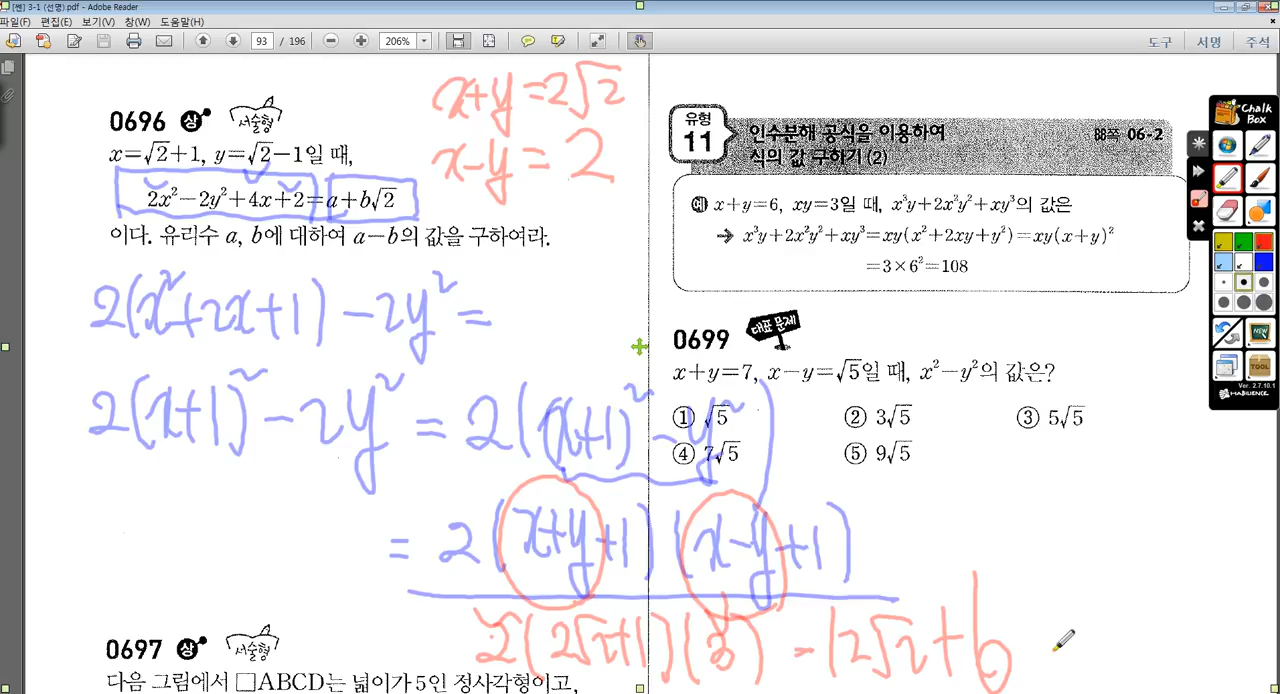 [쎈] 3-1 (선명).pdf - Adobe Reader
파일(F) 편집(E) 보기(V) 창(W) 도움말(H)
93 / 196 206% 도구 서명 주석
0696 상 서술형
x=√2+1, y=√2-1일 때,
2x²-2y²+4x+2=a+b√2
이다. 유리수 a, b에 대하여 a-b의 값을 구하여라.
x+y=2√2
x-y=2
2(x²+2x+1)-2y²=
2(x+1)²-2y²=2((x+1)²-y²)
=2(x+y+1)(x-y+1)
2(2√2+1)(3)=12√2+6
0697 상 서술형
다음 그림에서 □ABCD는 넓이가 5인 정사각형이고,
유형 11 인수분해 공식을 이용하여
식의 값 구하기 (2)
06-2
예 x+y=6, xy=3일 때, x³y+2x²y²+xy³의 값은
→ x³y+2x²y²+xy³=xy(x²+2xy+y²)=xy(x+y)²
=3×6²=108
0699 대표 문제
x+y=7, x-y=√5일 때, x²-y²의 값은?
① √5 ② 3√5 ③ 5√5
④ 7√5 ⑤ 9√5
Chalk Box
NEW
TOOL
Ver. 2.7.10.1
HABILIENCE